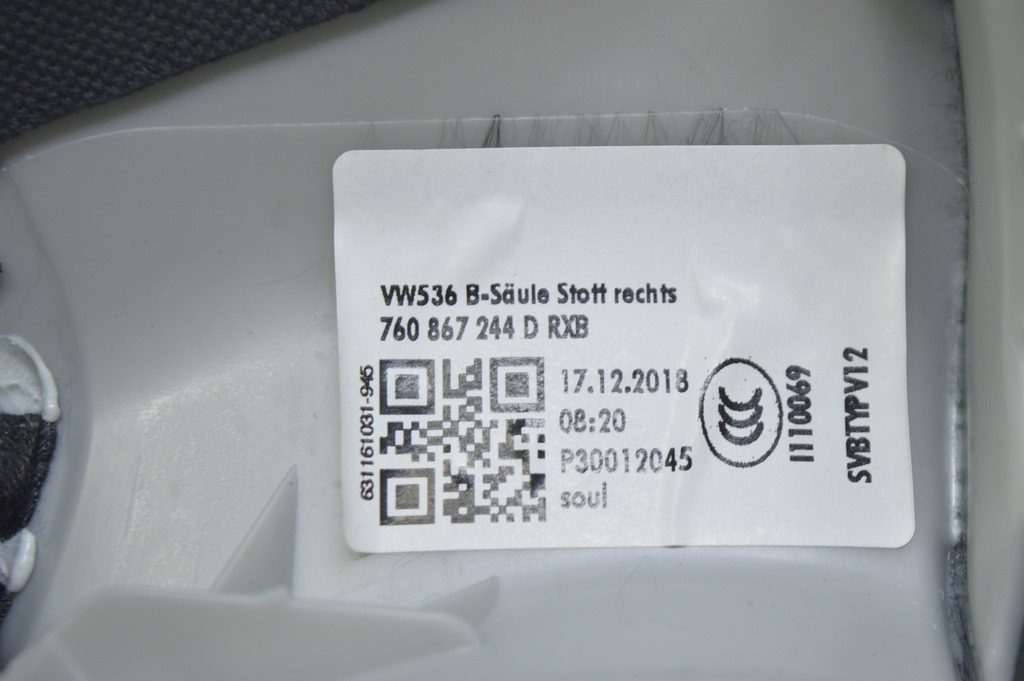 VW536 B-Säule Stoff rechts
760 867 244 D RXB
631161031-945
17.12.2018
08:20
P30012045
soul
CCC
I110069
SVBTYPV12